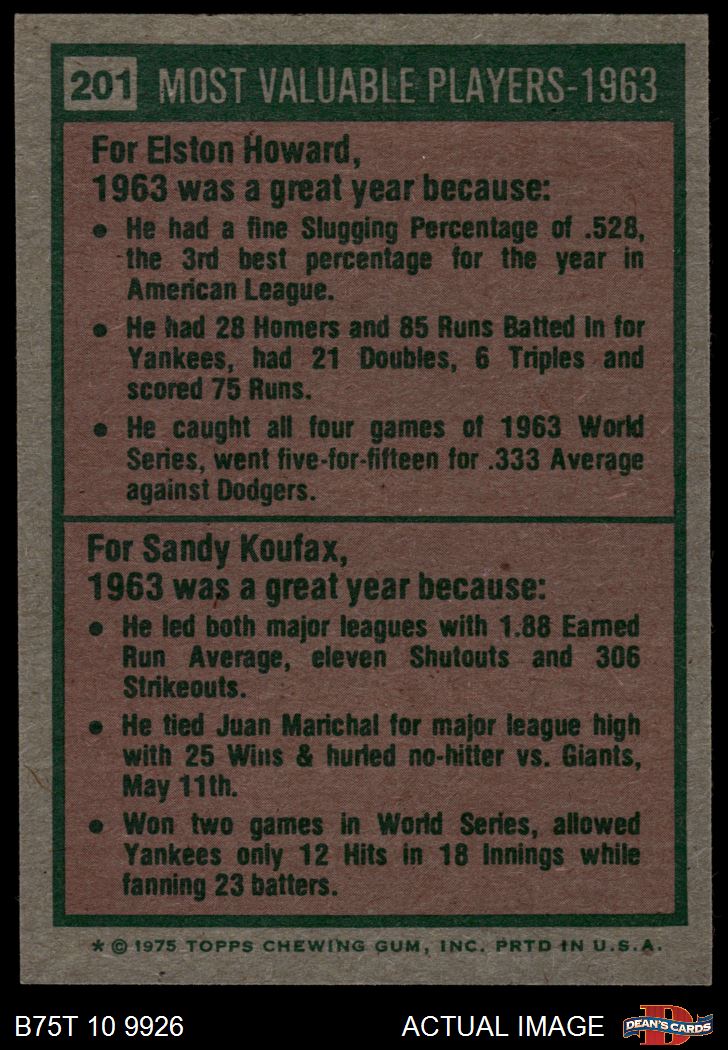 201 MOST VALUABLE PLAYERS-1963
For Elston Howard,
1963 was a great year because:
• He had a fine Slugging Percentage of .528,
the 3rd best percentage for the year in
American League.
• He had 28 Homers and 85 Runs Batted In for
Yankees, had 21 Doubles, 6 Triples and
scored 75 Runs.
• He caught all four games of 1963 World
Series, went five-for-fifteen for .333 Average
against Dodgers.
For Sandy Koufax,
1963 was a great year because:
• He led both major leagues with 1.88 Earned
Run Average, eleven Shutouts and 306
Strikeouts.
• He tied Juan Marichal for major league high
with 25 Wins & hurled no-hitter vs. Giants,
May 11th.
• Won two games in World Series, allowed
Yankees only 12 Hits in 18 Innings while
fanning 23 batters.
* © 1975 TOPPS CHEWING GUM, INC. PRTD IN U.S.A.
B75T 10 9926 ACTUAL IMAGE D DEAN'S CARDS